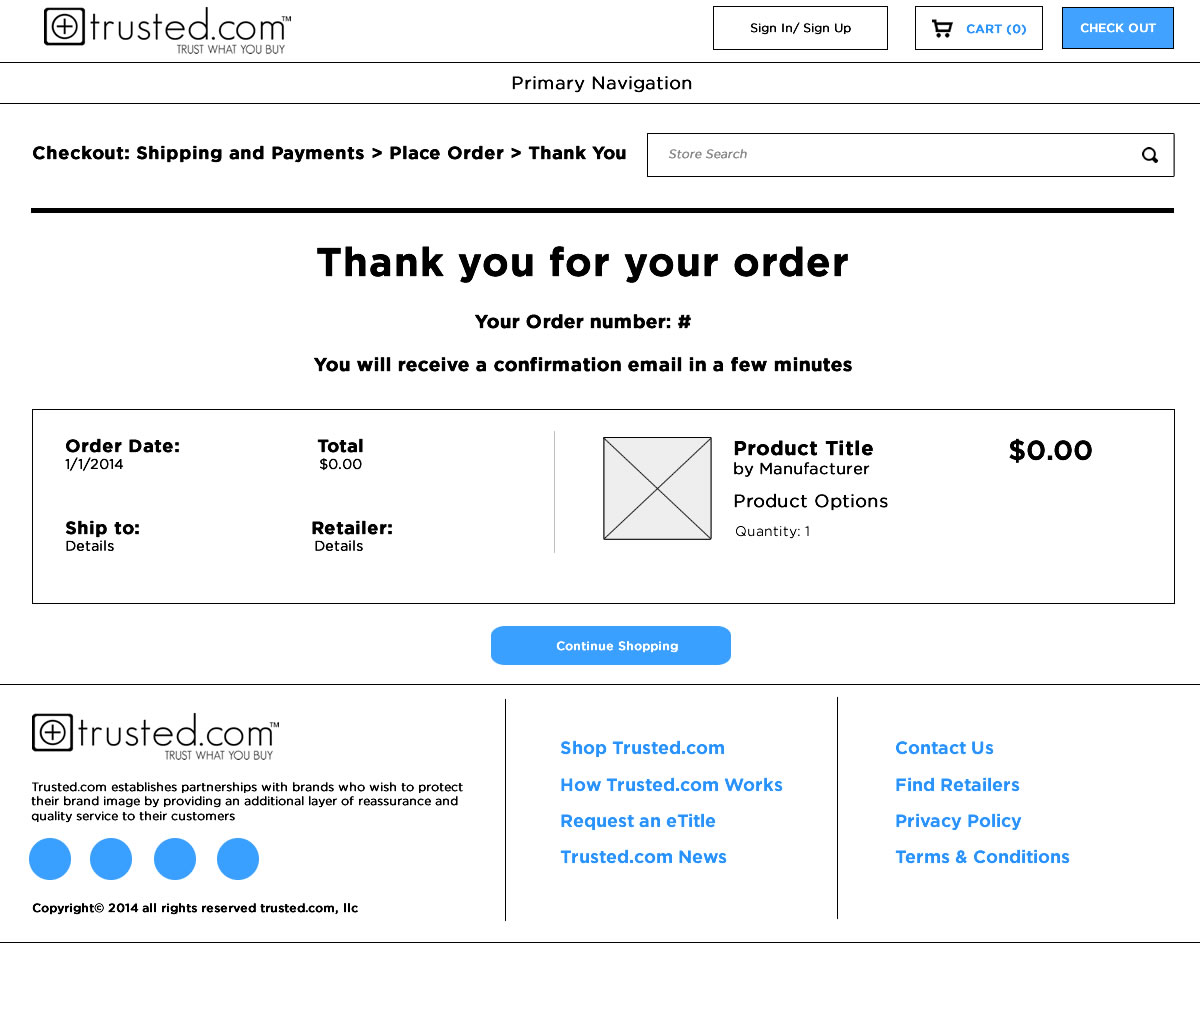 trusted.com™
TRUST WHAT YOU BUY
Sign In/ Sign Up
CART (0)
CHECK OUT
Primary Navigation
Checkout: Shipping and Payments > Place Order > Thank You
Store Search
Thank you for your order
Your Order number: #
You will receive a confirmation email in a few minutes
Order Date:
1/1/2014
Total
$0.00
Ship to:
Details
Retailer:
Details
Product Title
by Manufacturer
Product Options
Quantity: 1
$0.00
Continue Shopping
trusted.com™
TRUST WHAT YOU BUY
Trusted.com establishes partnerships with brands who wish to protect
their brand image by providing an additional layer of reassurance and
quality service to their customers
Copyright© 2014 all rights reserved trusted.com, llc
Shop Trusted.com
How Trusted.com Works
Request an eTitle
Trusted.com News
Contact Us
Find Retailers
Privacy Policy
Terms & Conditions